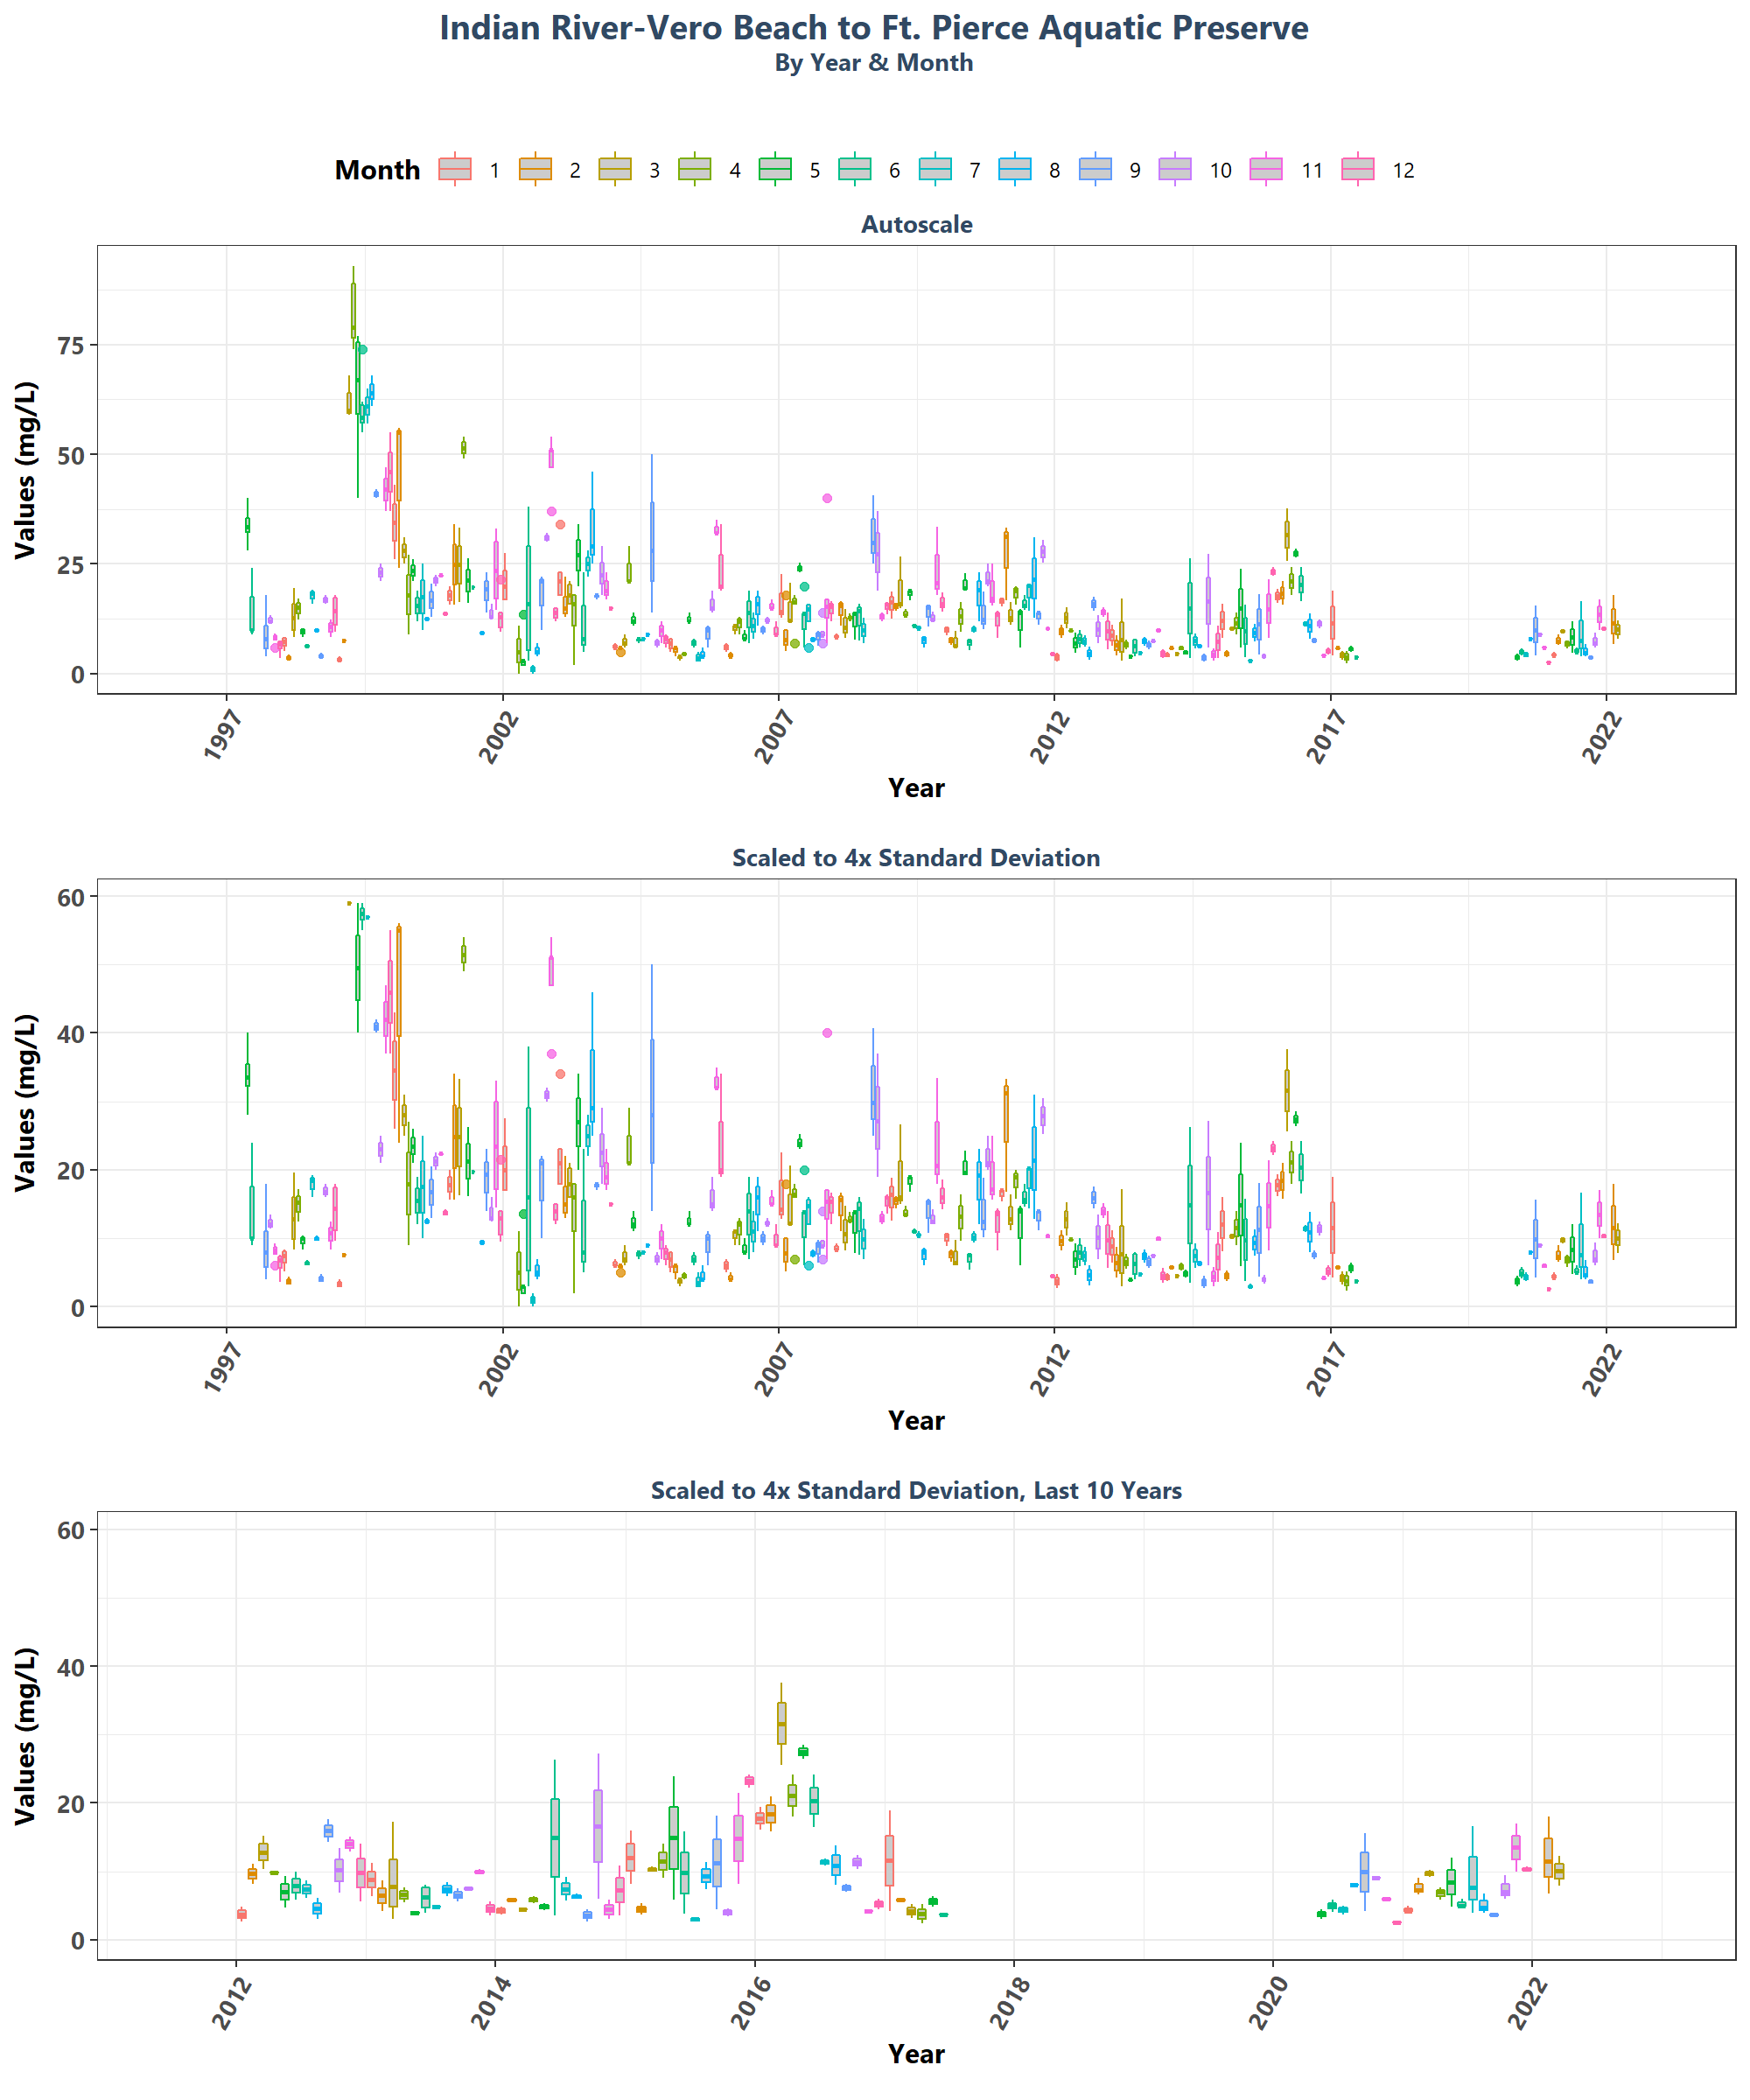 Indian River-Vero Beach to Ft. Pierce Aquatic Preserve
By Year & Month
Month 1 2 3 4 5 6 7 8 9 10 11 12
Autoscale
Values (mg/L)
75
50
25
0
1997 2002 2007 2012 2017 2022
Year
Scaled to 4x Standard Deviation
Values (mg/L)
60
40
20
0
1997 2002 2007 2012 2017 2022
Year
Scaled to 4x Standard Deviation, Last 10 Years
Values (mg/L)
60
40
20
0
2012 2014 2016 2018 2020 2022
Year